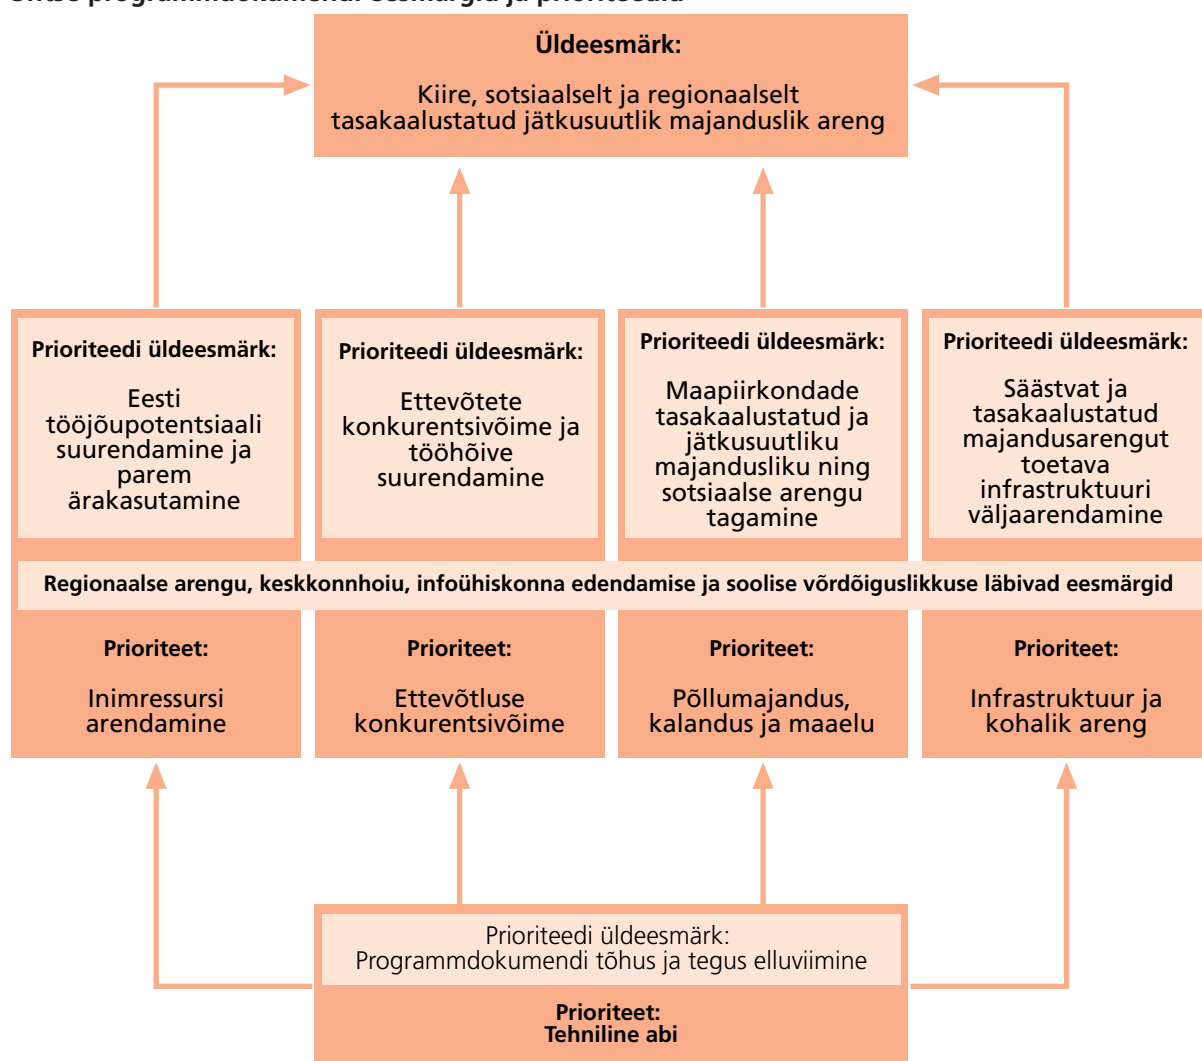 Üldeesmärk:
Kiire, sotsiaalselt ja regionaalselt
tasakaalustatud jätkusuutlik majanduslik areng
Prioriteedi üldeesmärk:
Eesti
tööjõupotentsiaali
suurendamine ja
parem
ärakasutamine
Prioriteedi üldeesmärk:
Ettevõtete
konkurentsivõime ja
tööhõive
suurendamine
Prioriteedi üldeesmärk:
Maapiirkondade
tasakaalustatud ja
jätkusuutliku
majandusliku ning
sotsiaalse arengu
tagamine
Prioriteedi üldeesmärk:
Säästvat ja
tasakaalustatud
majandusarengut
toetava
infrastruktuuri
väljaarendamine
Regionaalse arengu, keskkonnhoiu, infoühiskonna edendamise ja soolise võrdõiguslikkuse läbivad eesmärgid
Prioriteet:
Inimressursi
arendamine
Prioriteet:
Ettevõtluse
konkurentsivõime
Prioriteet:
Põllumajandus,
kalandus ja maaelu
Prioriteet:
Infrastruktuur ja
kohalik areng
Prioriteedi üldeesmärk:
Programmdokumendi tõhus ja tegus elluviimine
Prioriteet:
Tehniline abi